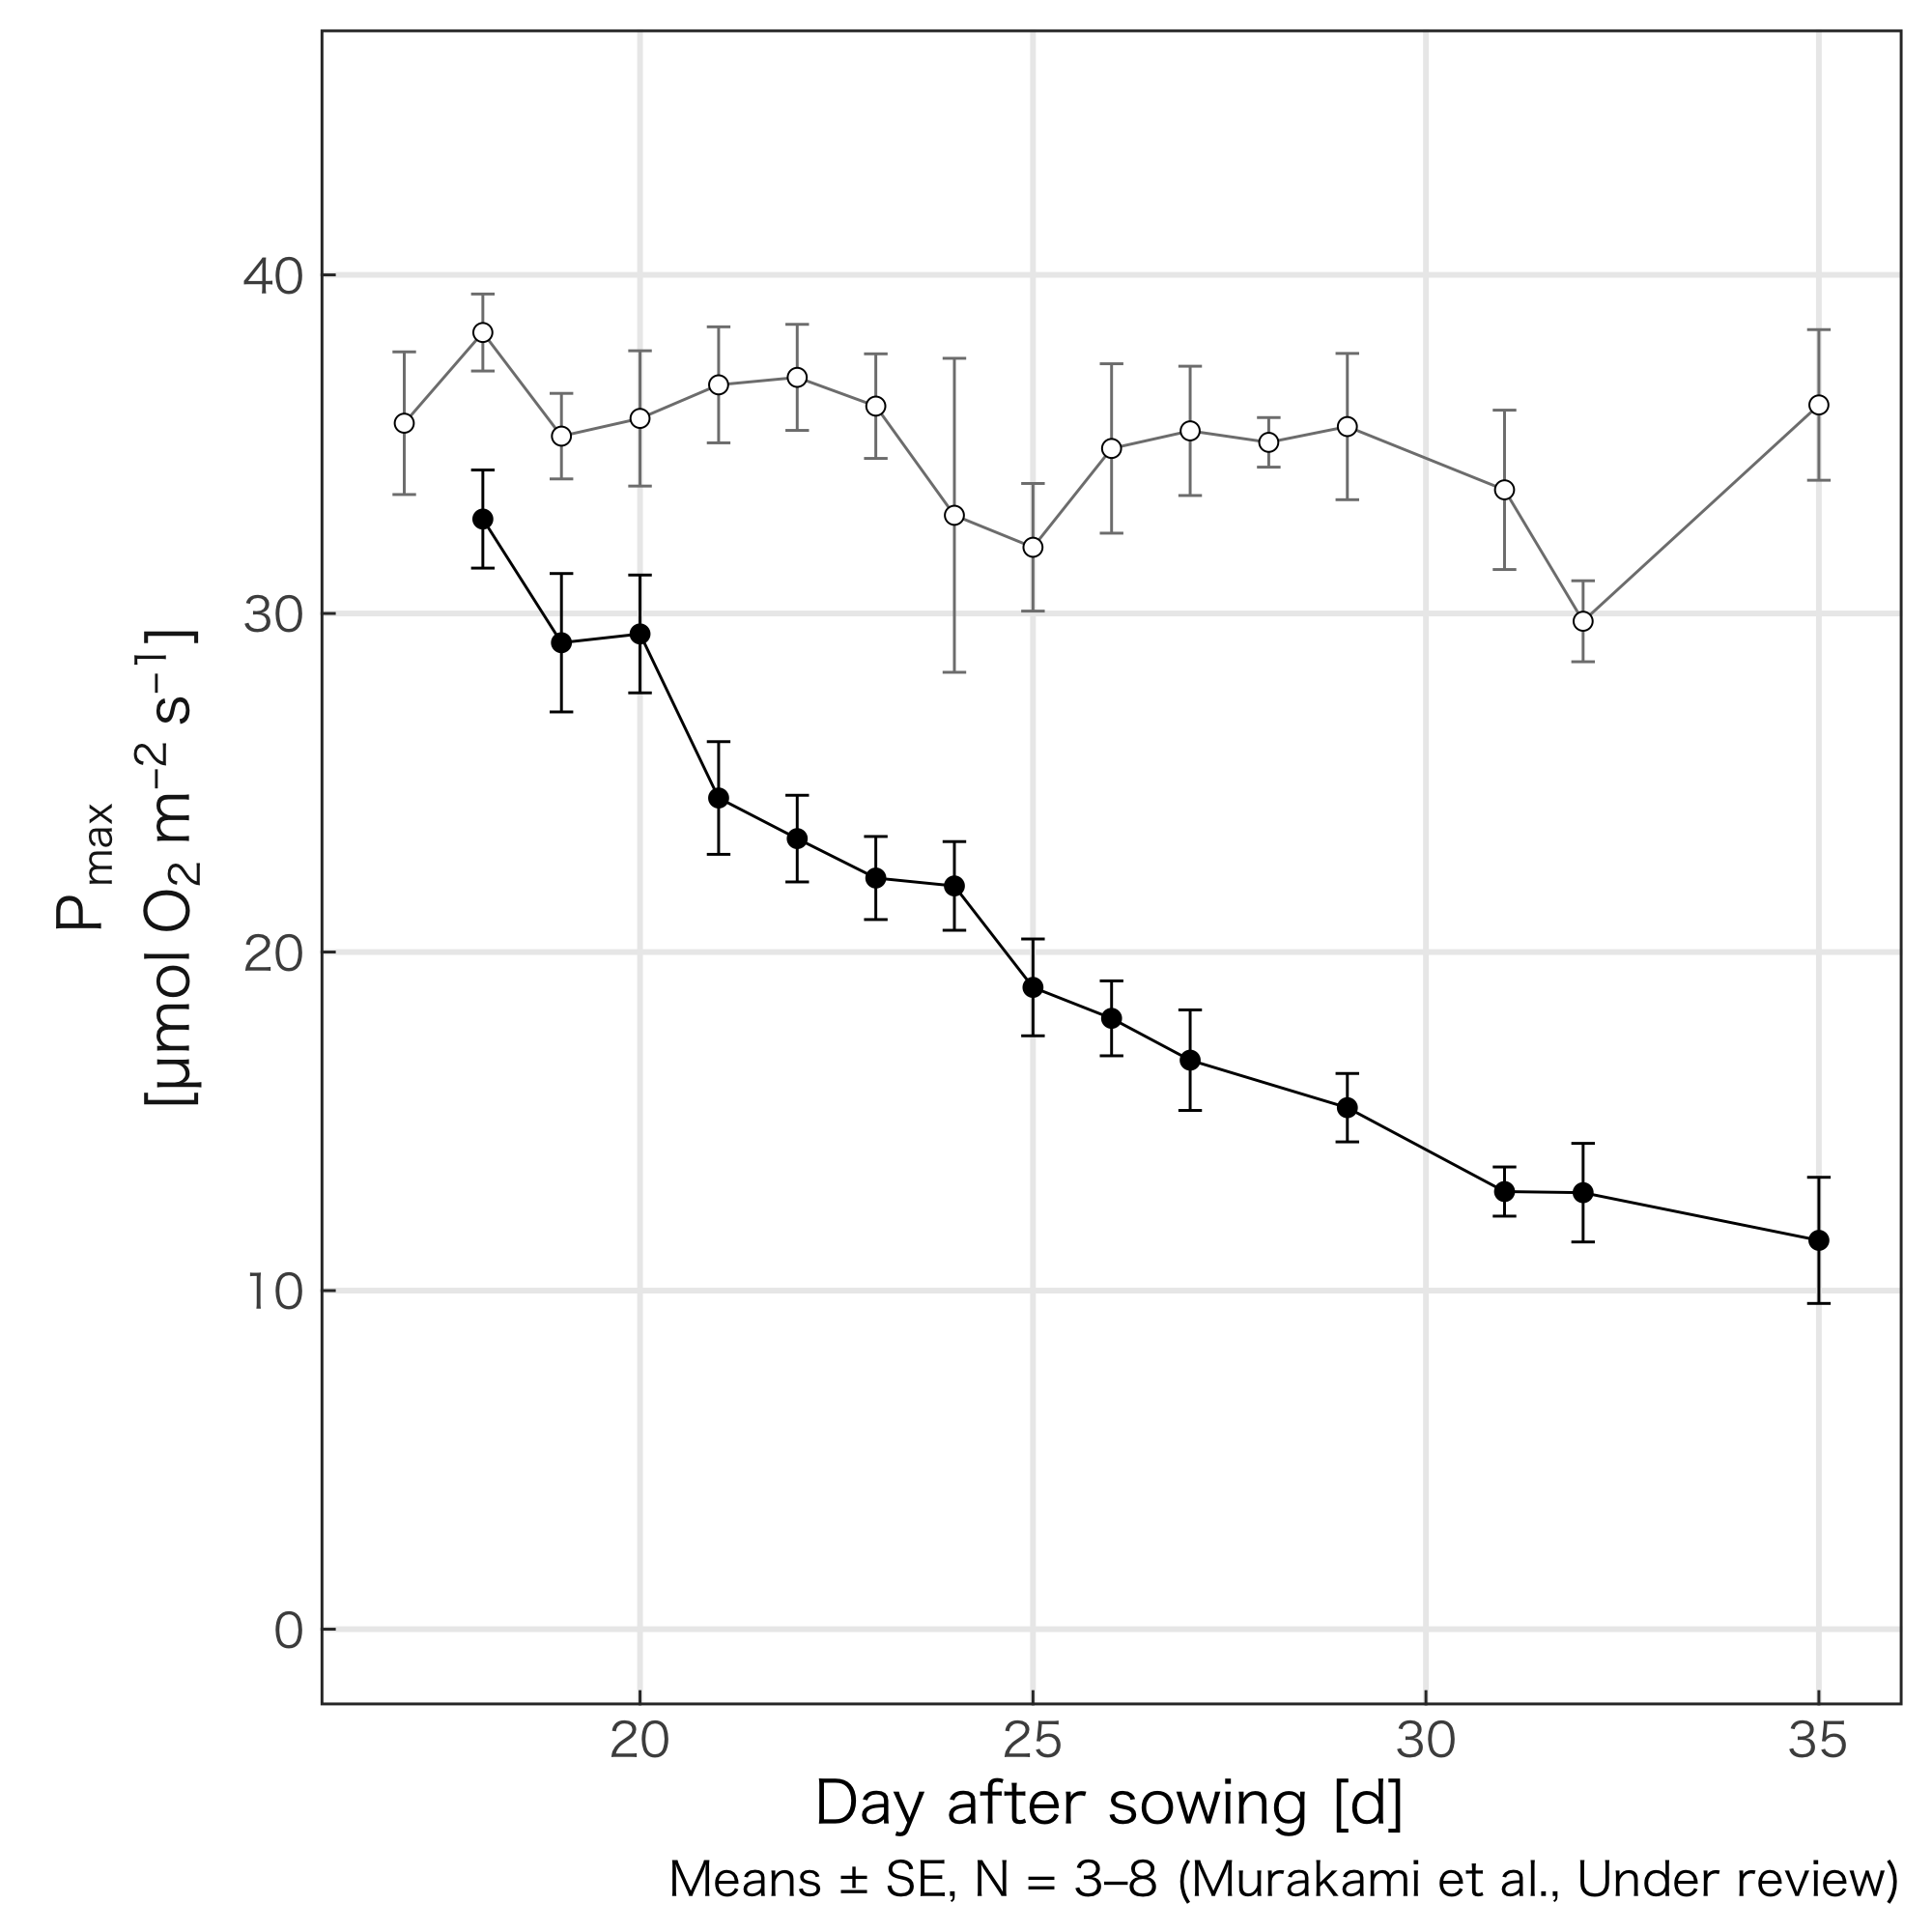 P max
[µmol O₂ m⁻² s⁻¹]
40
30
20
10
0
20 25 30 35
Day after sowing [d]
Means ± SE, N = 3–8 (Murakami et al., Under review)